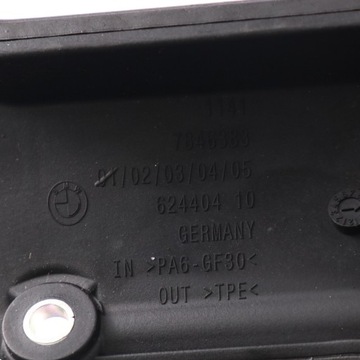 01/02/03/04/05
624404 10
GERMANY
IN >PA6-GF30<
OUT >TPE<